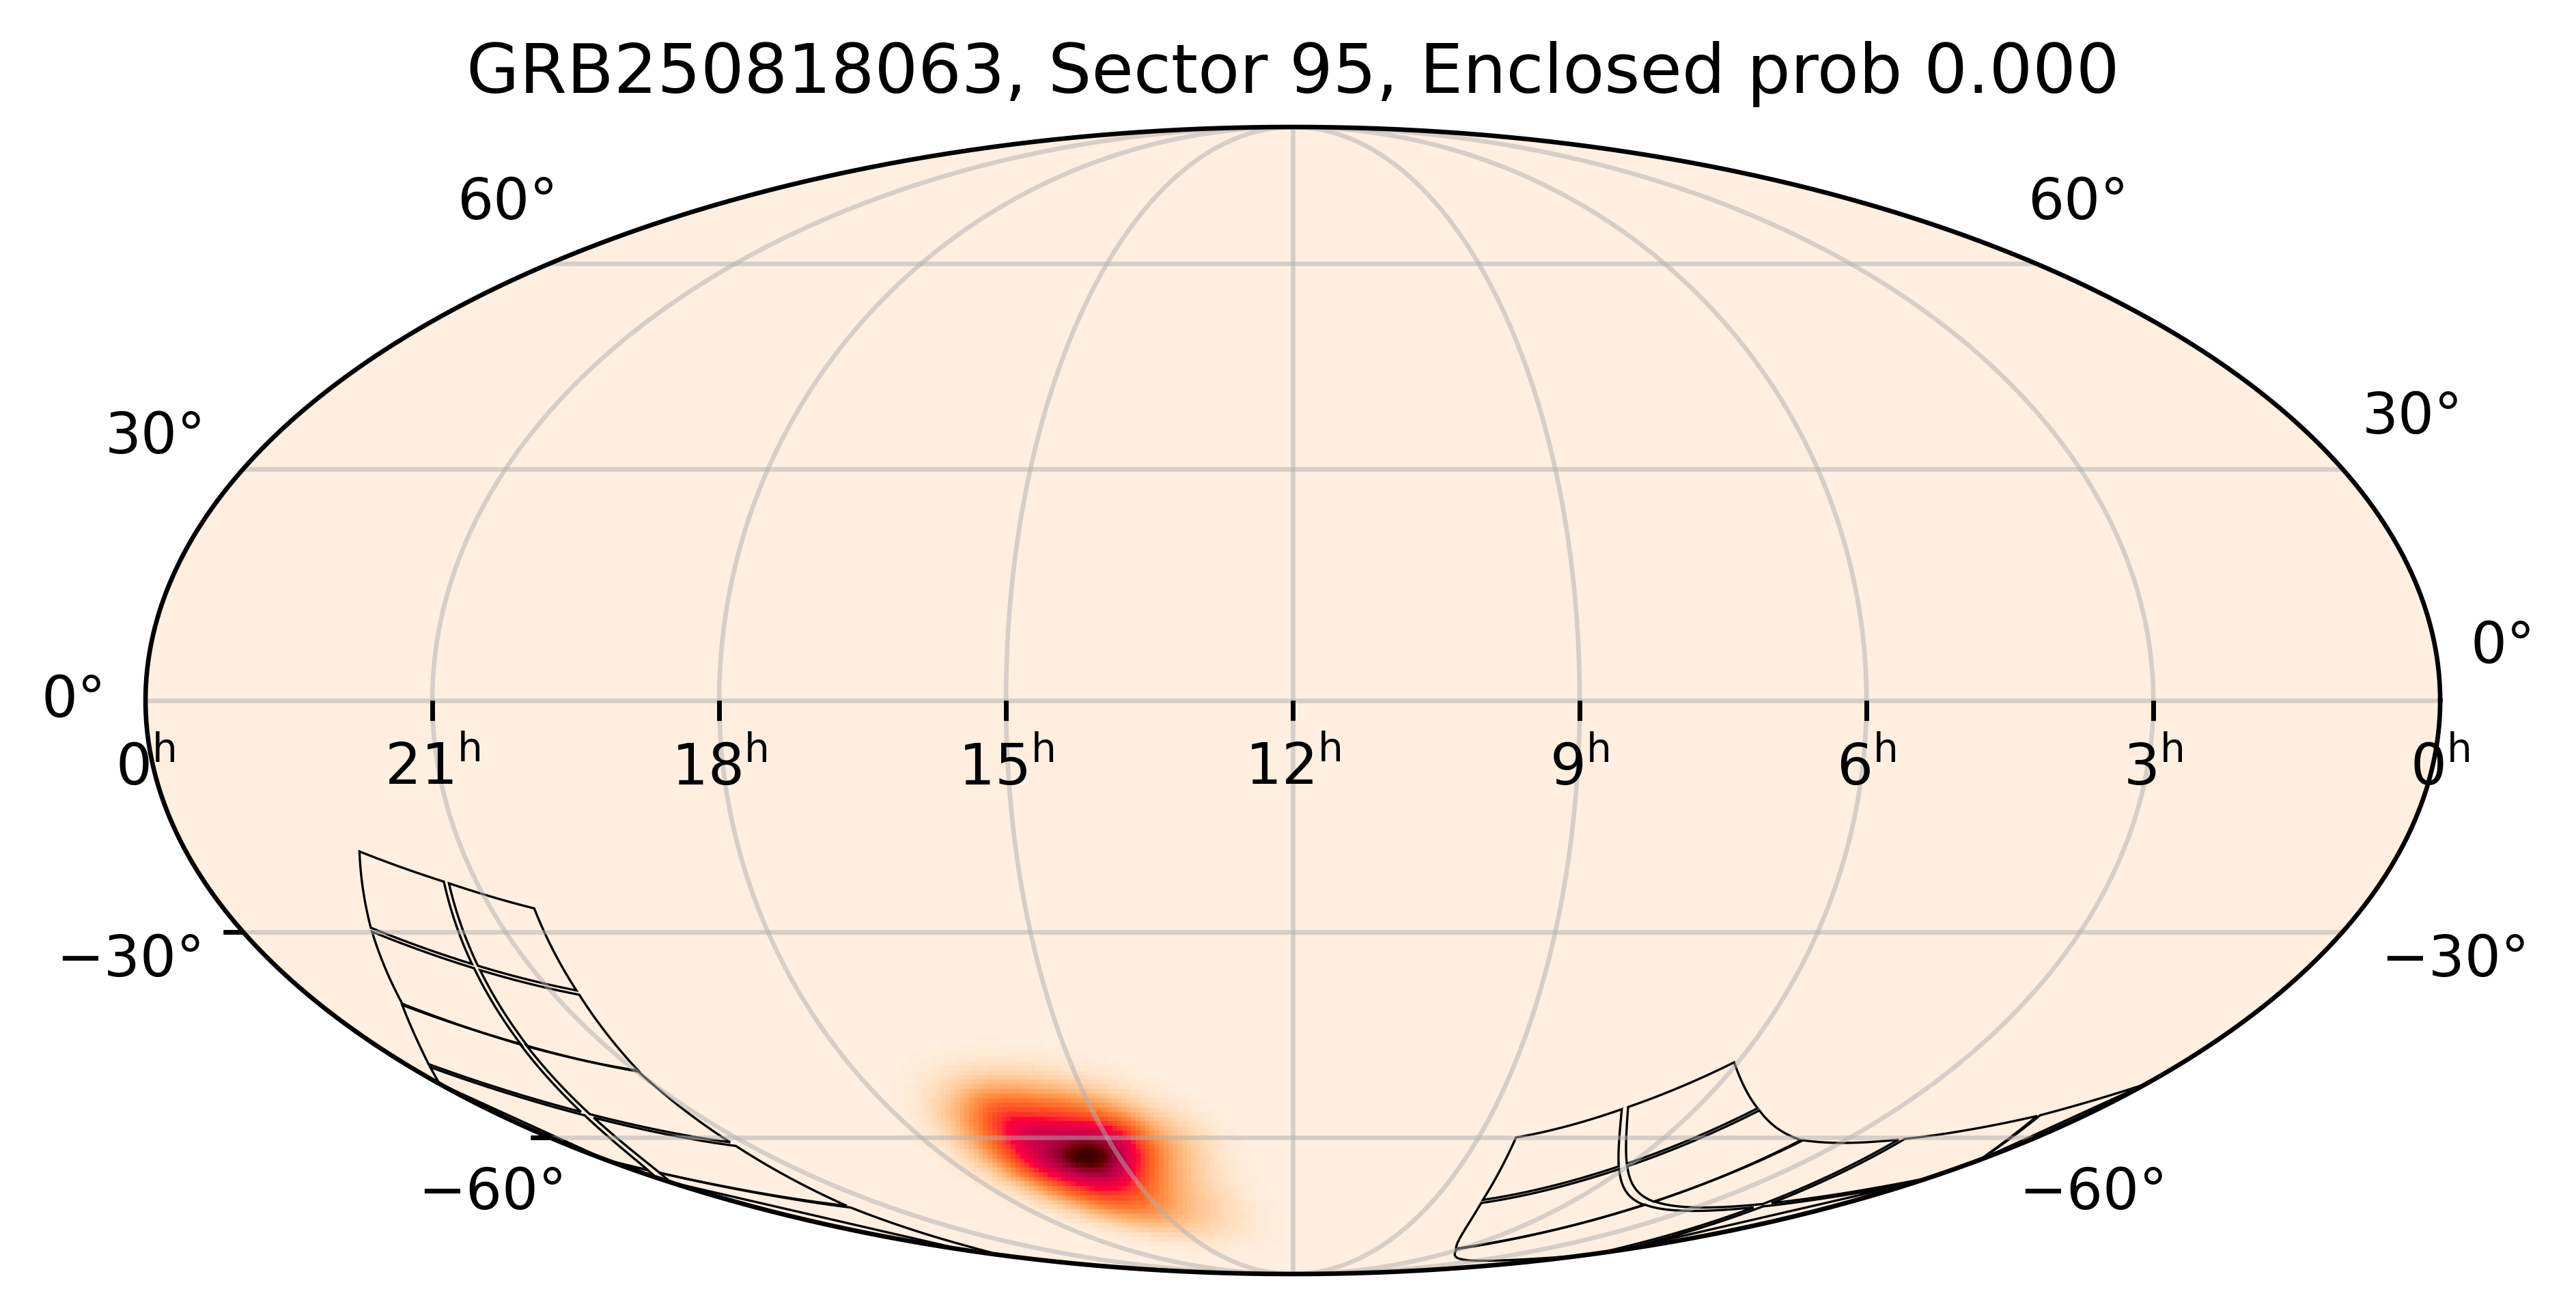 GRB250818063, Sector 95, Enclosed prob 0.000
60° 60°
30° 30°
0° 0°
0ʰ 21ʰ 18ʰ 15ʰ 12ʰ 9ʰ 6ʰ 3ʰ 0ʰ
−30° −30°
−60° −60°